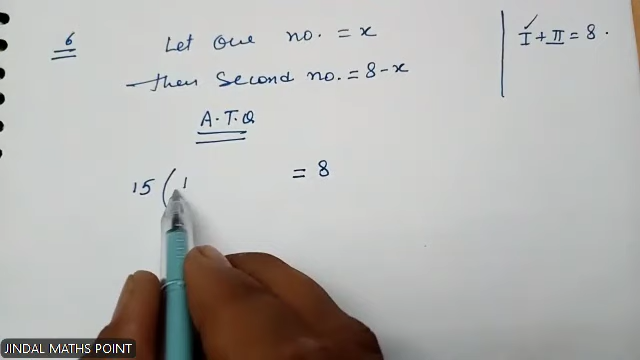 6
Let One no. = x
then Second no. = 8-x
A.T.Q
15 ( 1 = 8
I + II = 8.
JINDAL MATHS POINT